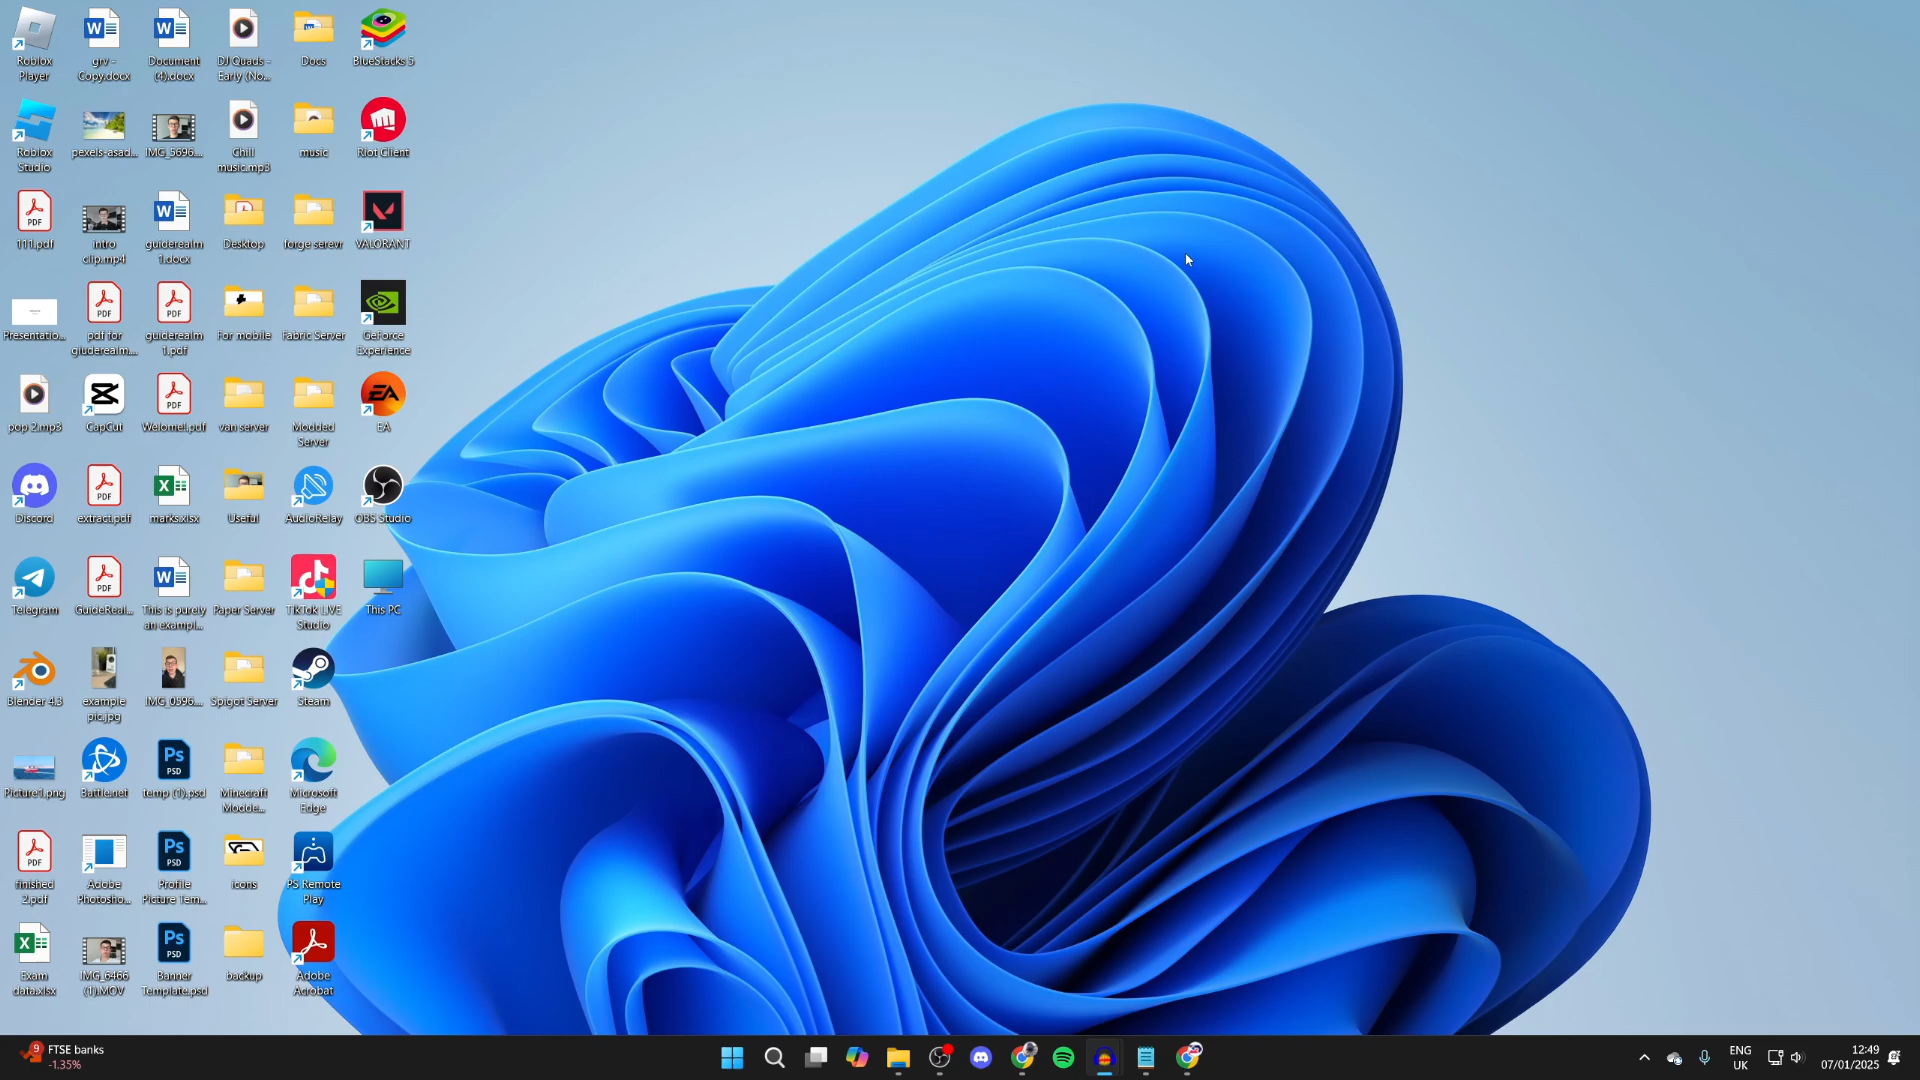 Roblox Player
grv - Copy.docx
Document (4).docx
DJ Quads - Early (No...
Docs
BlueStacks 5
Roblox Studio
pexels-asad...
IMG_5696....
Chill music.mp3
music
Riot Client
111.pdf
intro clip.mp4
guiderealm 1.docx
Desktop
forge serevr
VALORANT
Presentatio...
pdf for giuderealm...
guiderealm 1.pdf
For mobile
Fabric Server
GeForce Experience
pop 2.mp3
CapCut
Welome!.pdf
van server
Modded Server
EA
Discord
extract.pdf
marks.xlsx
Useful
AudioRelay
OBS Studio
Telegram
GuideReal...
This is purely an exampl...
Paper Server
TikTok LIVE Studio
This PC
Blender 4.3
example pic.jpg
IMG_0596....
Spigot Server
Steam
Picture1.png
Battle.net
temp (1).psd
Minecraft Modde...
Microsoft Edge
finished 2.pdf
Adobe Photosho...
Profile Picture Tem...
icons
PS Remote Play
Exam data.xlsx
IMG_6466 (1).MOV
Banner Template.psd
backup
Adobe Acrobat
9
FTSE banks
-1.35%
ENG
UK
12:49
07/01/2025